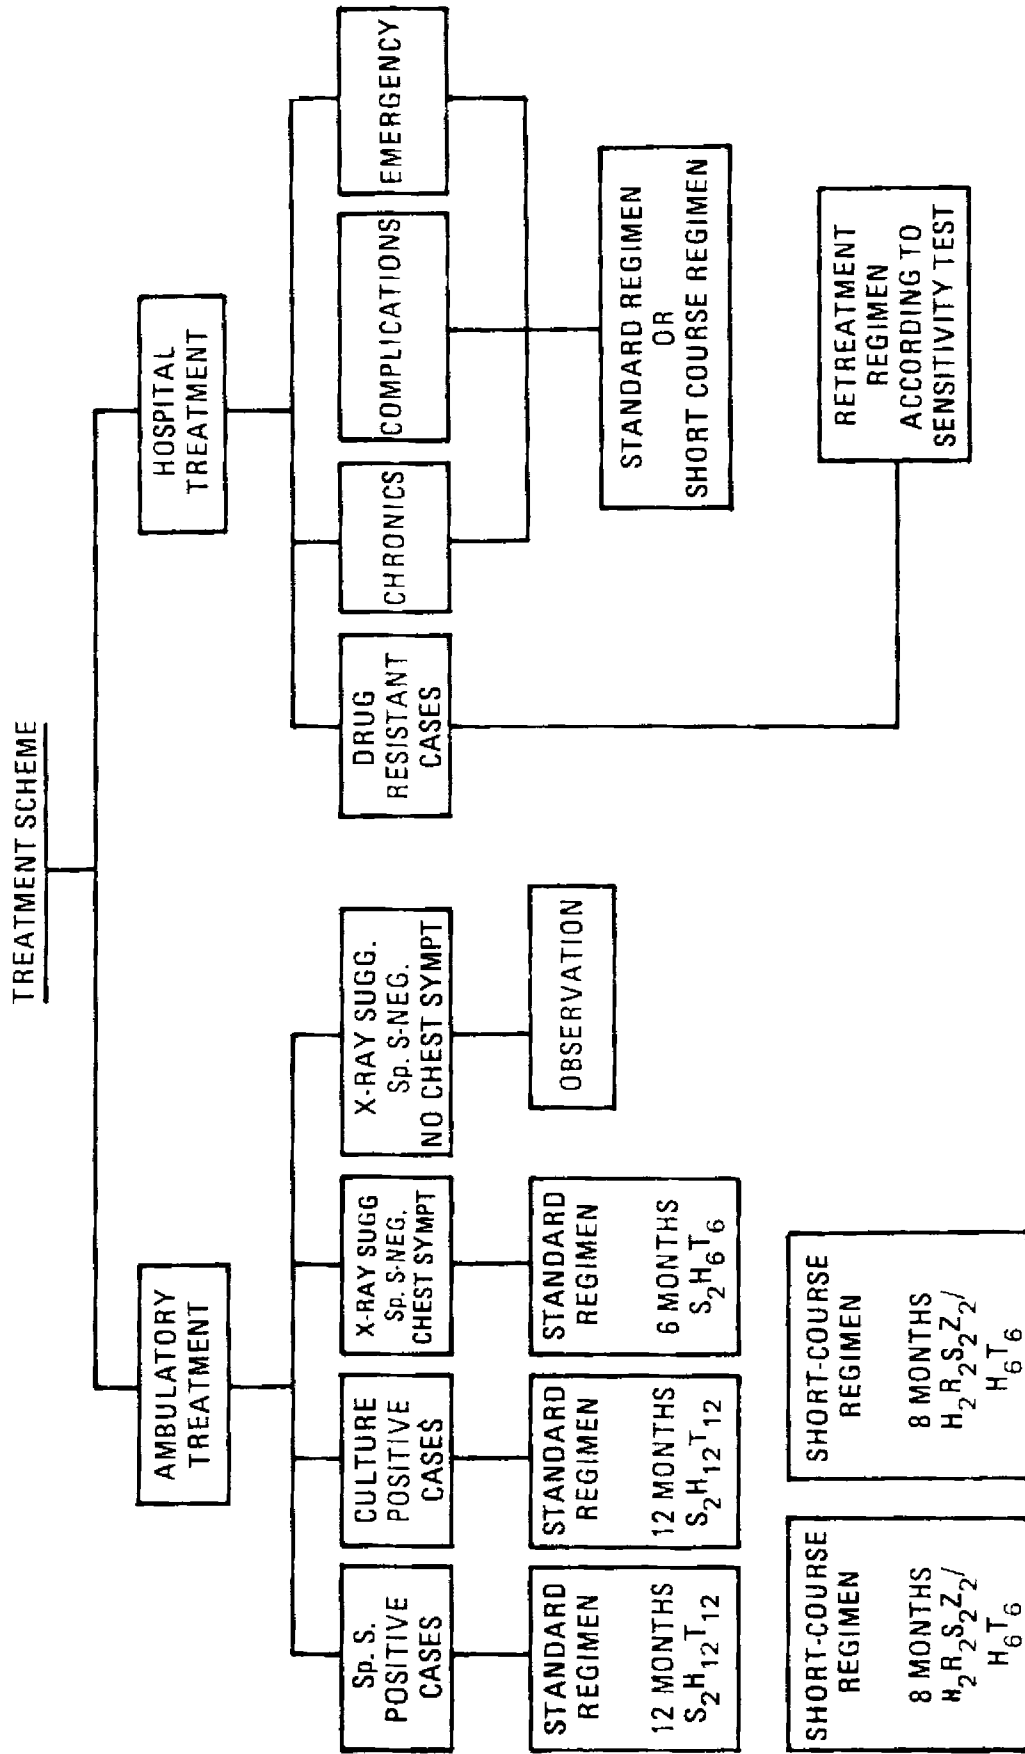 TREATMENT SCHEME
AMBULATORY
TREATMENT
HOSPITAL
TREATMENT
Sp. S.
POSITIVE
CASES
CULTURE
POSITIVE
CASES
X-RAY SUGG
Sp. S-NEG.
CHEST SYMPT
X-RAY SUGG.
Sp. S-NEG.
NO CHEST SYMPT
DRUG
RESISTANT
CASES
CHRONICS
COMPLICATIONS
EMERGENCY
STANDARD
REGIMEN
12 MONTHS
S₂H₁₂T₁₂
STANDARD
REGIMEN
12 MONTHS
S₂H₁₂T₁₂
STANDARD
REGIMEN
6 MONTHS
S₂H₆T₆
OBSERVATION
STANDARD REGIMEN
OR
SHORT COURSE REGIMEN
SHORT-COURSE
REGIMEN
8 MONTHS
H₂R₂S₂Z₂/
H₆T₆
SHORT-COURSE
REGIMEN
8 MONTHS
H₂R₂S₂Z₂/
H₆T₆
RETREATMENT
REGIMEN
ACCORDING TO
SENSITIVITY TEST